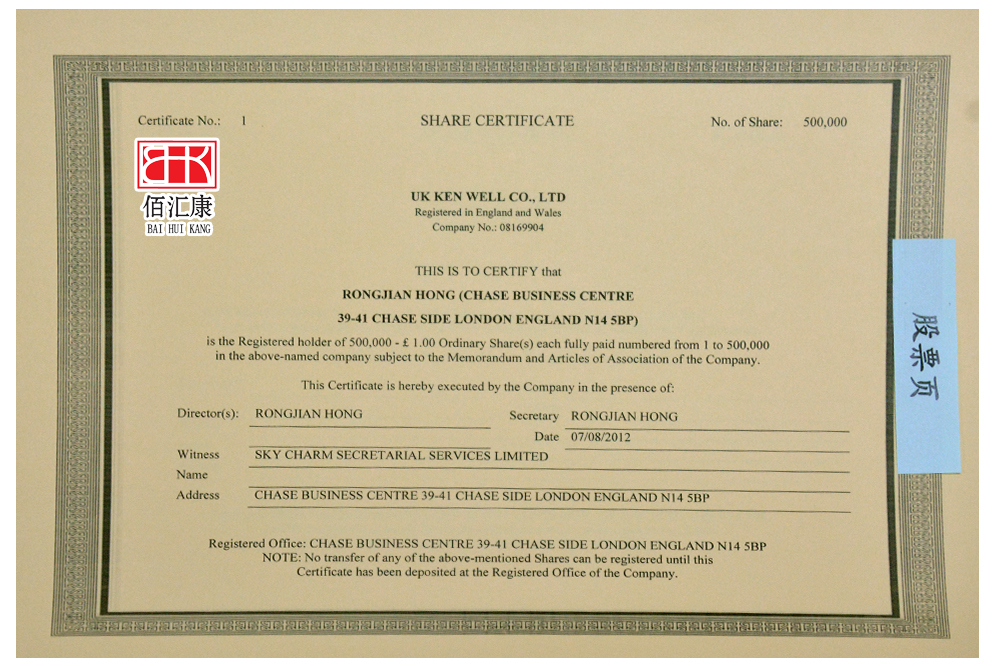 Certificate No.: 1
SHARE CERTIFICATE
No. of Share: 500,000
BHK
佰汇康
BAI HUI KANG
UK KEN WELL CO., LTD
Registered in England and Wales
Company No.: 08169904
THIS IS TO CERTIFY that
RONGJIAN HONG (CHASE BUSINESS CENTRE
39-41 CHASE SIDE LONDON ENGLAND N14 5BP)
is the Registered holder of 500,000 - £ 1.00 Ordinary Share(s) each fully paid numbered from 1 to 500,000
in the above-named company subject to the Memorandum and Articles of Association of the Company.
This Certificate is hereby executed by the Company in the presence of:
Director(s): RONGJIAN HONG
Secretary RONGJIAN HONG
Date 07/08/2012
Witness SKY CHARM SECRETARIAL SERVICES LIMITED
Name
Address CHASE BUSINESS CENTRE 39-41 CHASE SIDE LONDON ENGLAND N14 5BP
Registered Office: CHASE BUSINESS CENTRE 39-41 CHASE SIDE LONDON ENGLAND N14 5BP
NOTE: No transfer of any of the above-mentioned Shares can be registered until this
Certificate has been deposited at the Registered Office of the Company.
股票页